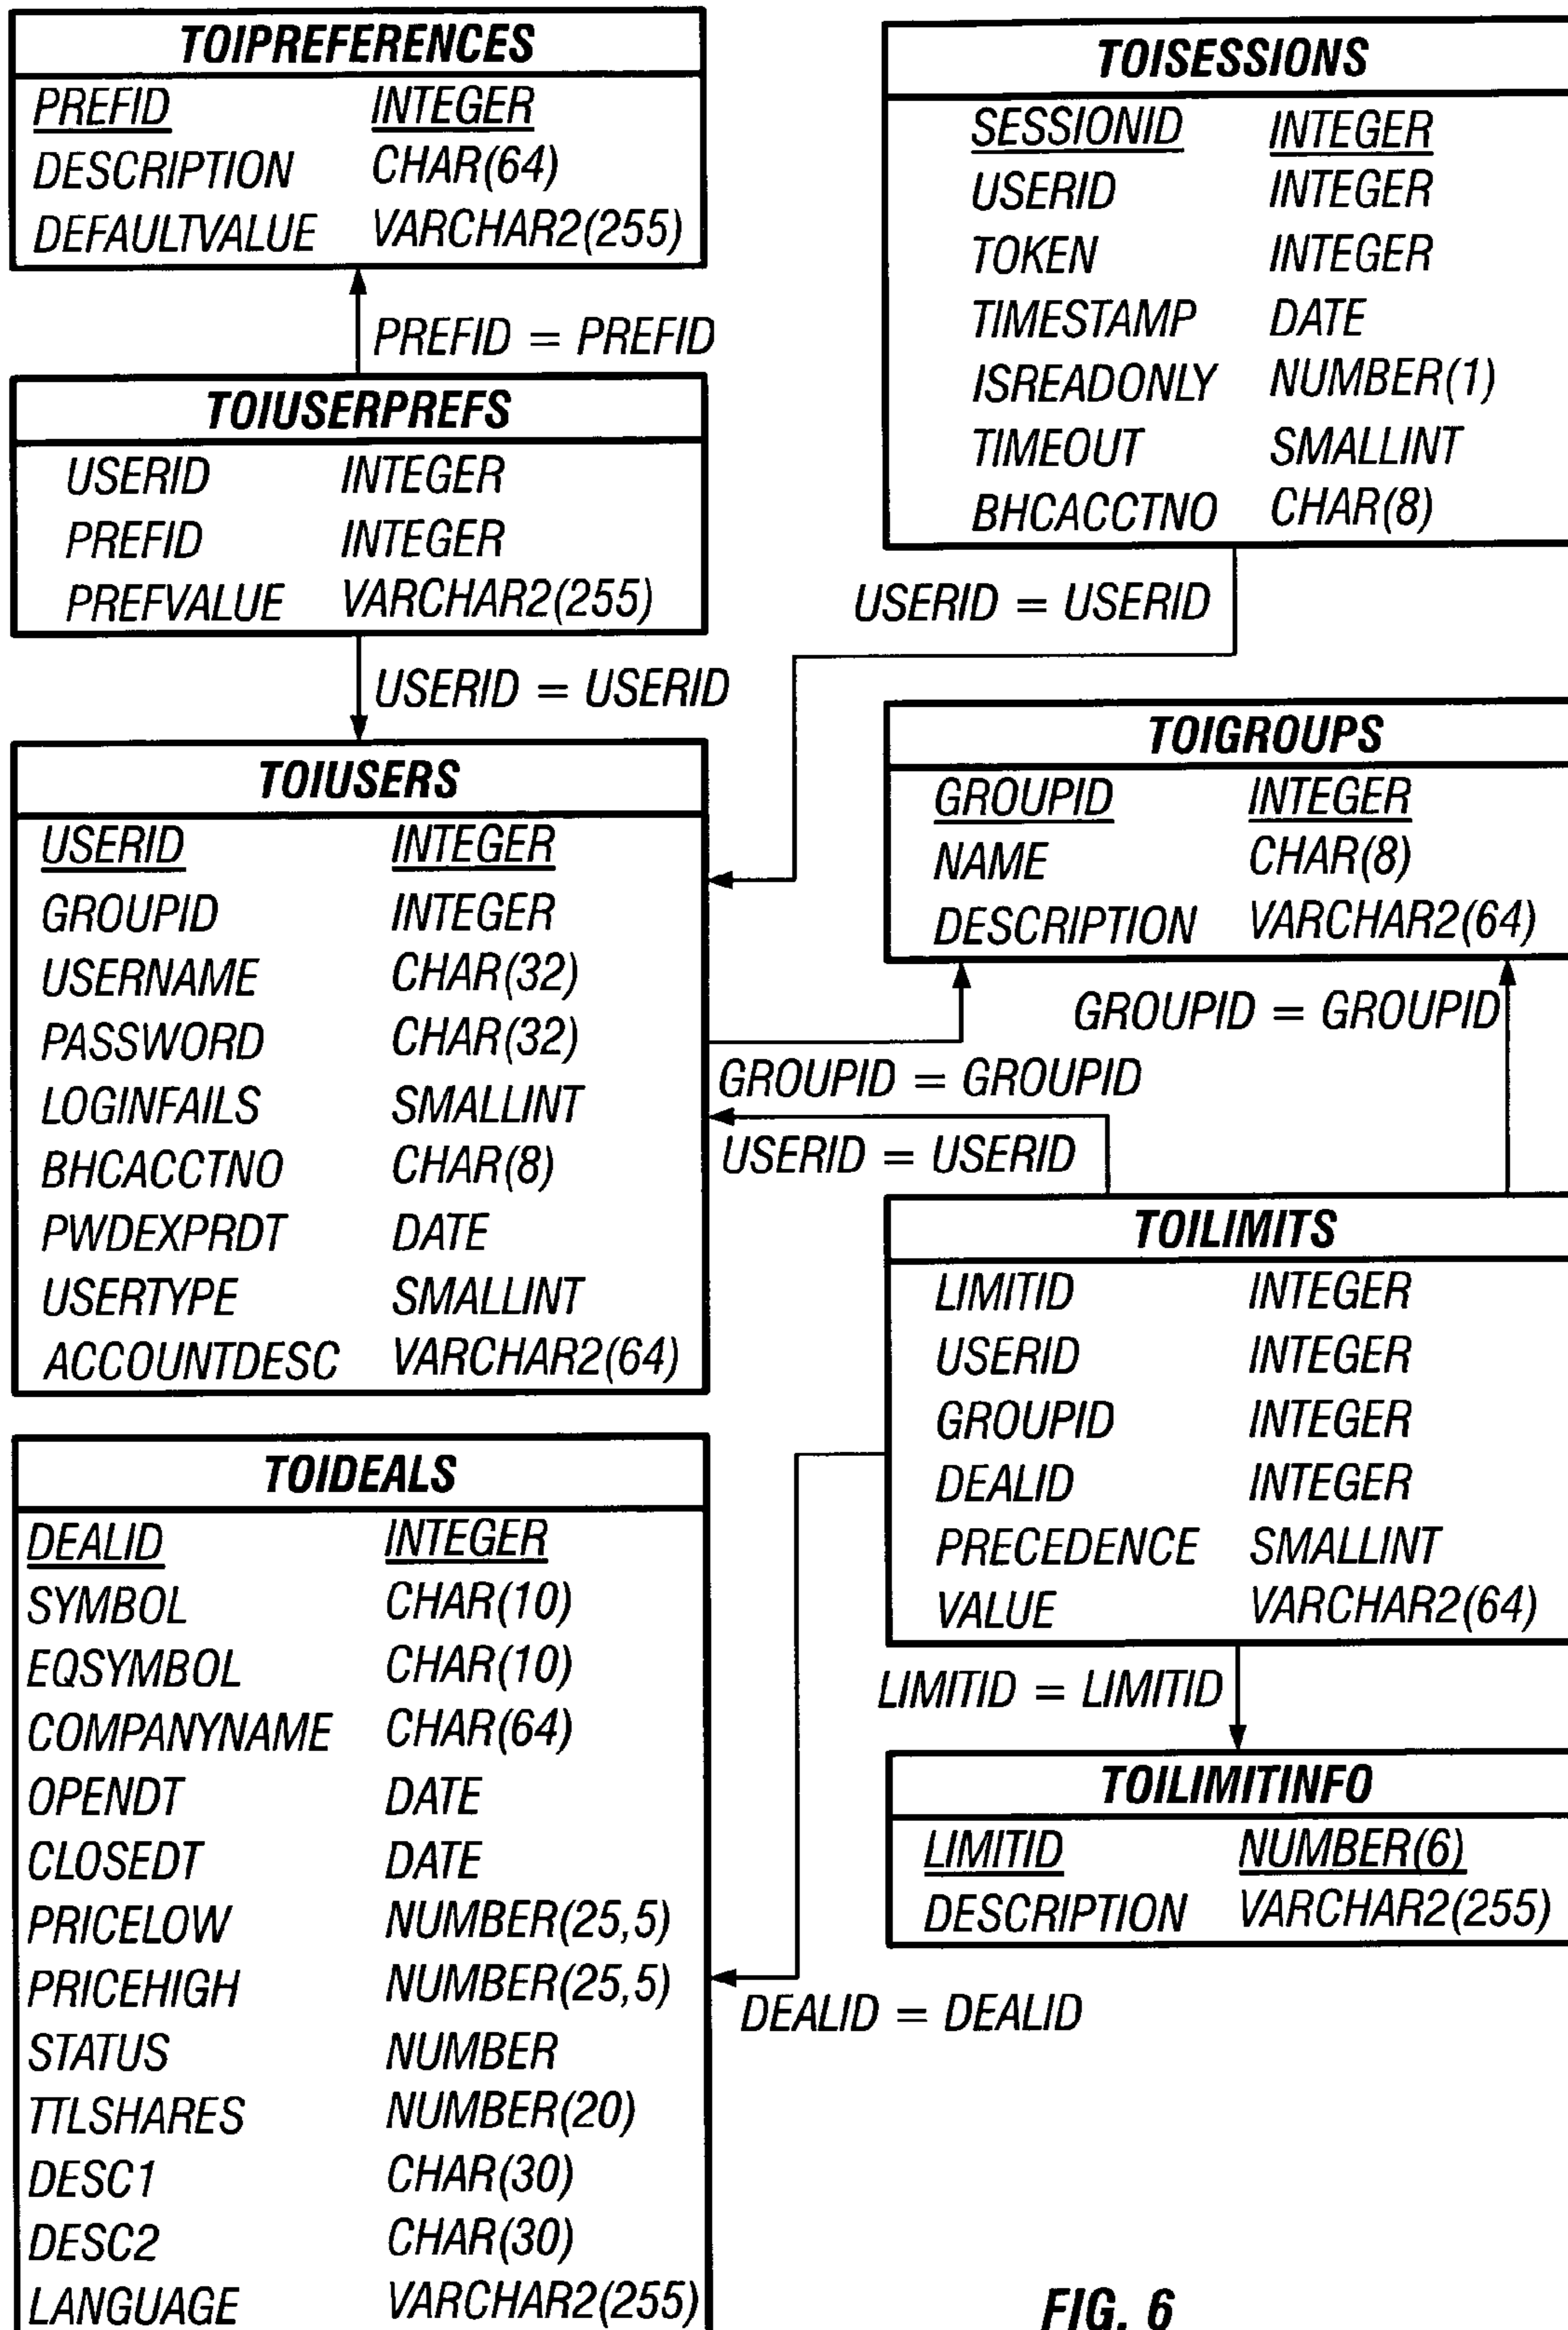 TOIPREFERENCES
PREFID INTEGER
DESCRIPTION CHAR(64)
DEFAULTVALUE VARCHAR2(255)
PREFID = PREFID
TOIUSERPREFS
USERID INTEGER
PREFID INTEGER
PREFVALUE VARCHAR2(255)
USERID = USERID
TOIUSERS
USERID INTEGER
GROUPID INTEGER
USERNAME CHAR(32)
PASSWORD CHAR(32)
LOGINFAILS SMALLINT
BHCACCTNO CHAR(8)
PWDEXPRDT DATE
USERTYPE SMALLINT
ACCOUNTDESC VARCHAR2(64)
TOIDEALS
DEALID INTEGER
SYMBOL CHAR(10)
EQSYMBOL CHAR(10)
COMPANYNAME CHAR(64)
OPENDT DATE
CLOSEDT DATE
PRICELOW NUMBER(25,5)
PRICEHIGH NUMBER(25,5)
STATUS NUMBER
TTLSHARES NUMBER(20)
DESC1 CHAR(30)
DESC2 CHAR(30)
LANGUAGE VARCHAR2(255)
TOISESSIONS
SESSIONID INTEGER
USERID INTEGER
TOKEN INTEGER
TIMESTAMP DATE
ISREADONLY NUMBER(1)
TIMEOUT SMALLINT
BHCACCTNO CHAR(8)
USERID = USERID
TOIGROUPS
GROUPID INTEGER
NAME CHAR(8)
DESCRIPTION VARCHAR2(64)
GROUPID = GROUPID
GROUPID = GROUPID
USERID = USERID
TOILIMITS
LIMITID INTEGER
USERID INTEGER
GROUPID INTEGER
DEALID INTEGER
PRECEDENCE SMALLINT
VALUE VARCHAR2(64)
LIMITID = LIMITID
TOILIMITINFO
LIMITID NUMBER(6)
DESCRIPTION VARCHAR2(255)
DEALID = DEALID
FIG. 6